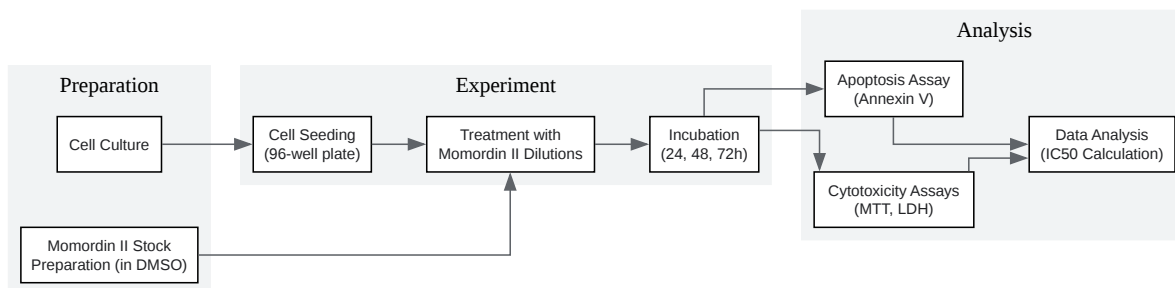 Preparation
Cell Culture
Momordin II Stock
Preparation (in DMSO)
Experiment
Cell Seeding
(96-well plate)
Treatment with
Momordin II Dilutions
Incubation
(24, 48, 72h)
Analysis
Apoptosis Assay
(Annexin V)
Cytotoxicity Assays
(MTT, LDH)
Data Analysis
(IC50 Calculation)